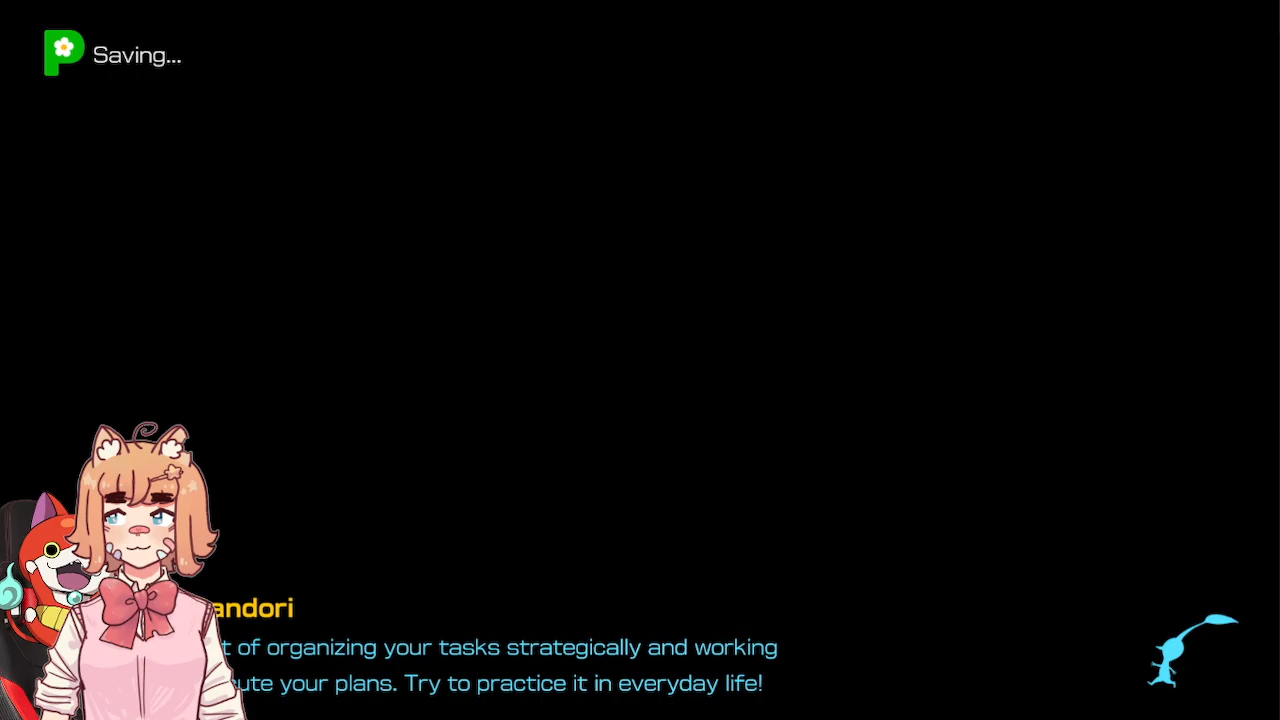 Saving...
andori
t of organizing your tasks strategically and working
ute your plans. Try to practice it in everyday life!